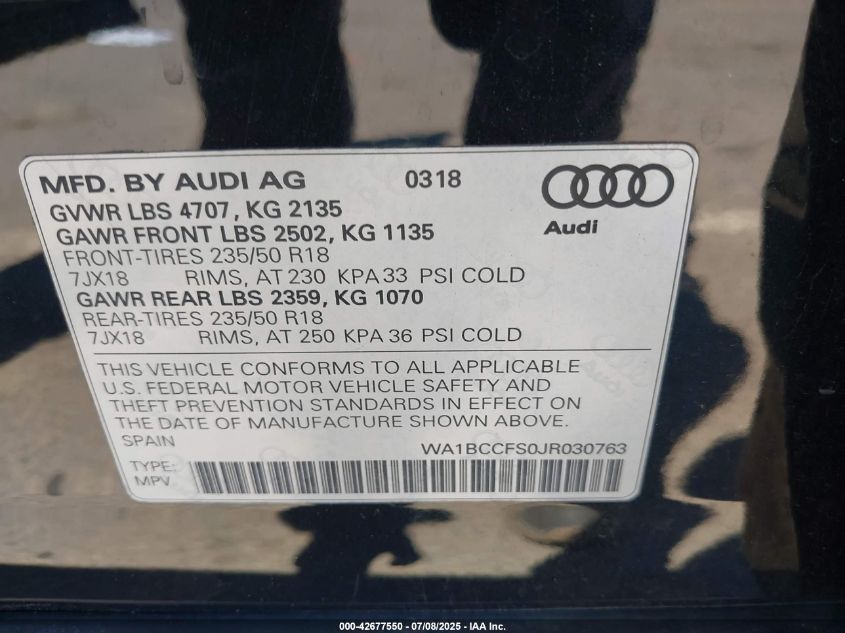 MFD. BY AUDI AG 0318
GVWR LBS 4707, KG 2135
GAWR FRONT LBS 2502, KG 1135
Audi
FRONT-TIRES 235/50 R18
7JX18 RIMS, AT 230 KPA 33 PSI COLD
GAWR REAR LBS 2359, KG 1070
REAR-TIRES 235/50 R18
7JX18 RIMS, AT 250 KPA 36 PSI COLD
THIS VEHICLE CONFORMS TO ALL APPLICABLE
U.S. FEDERAL MOTOR VEHICLE SAFETY AND
THEFT PREVENTION STANDARDS IN EFFECT ON
THE DATE OF MANUFACTURE SHOWN ABOVE.
SPAIN WA1BCCFS0JR030763
TYPE:
MPV
000-42677550 - 07/08/2025 - IAA Inc.